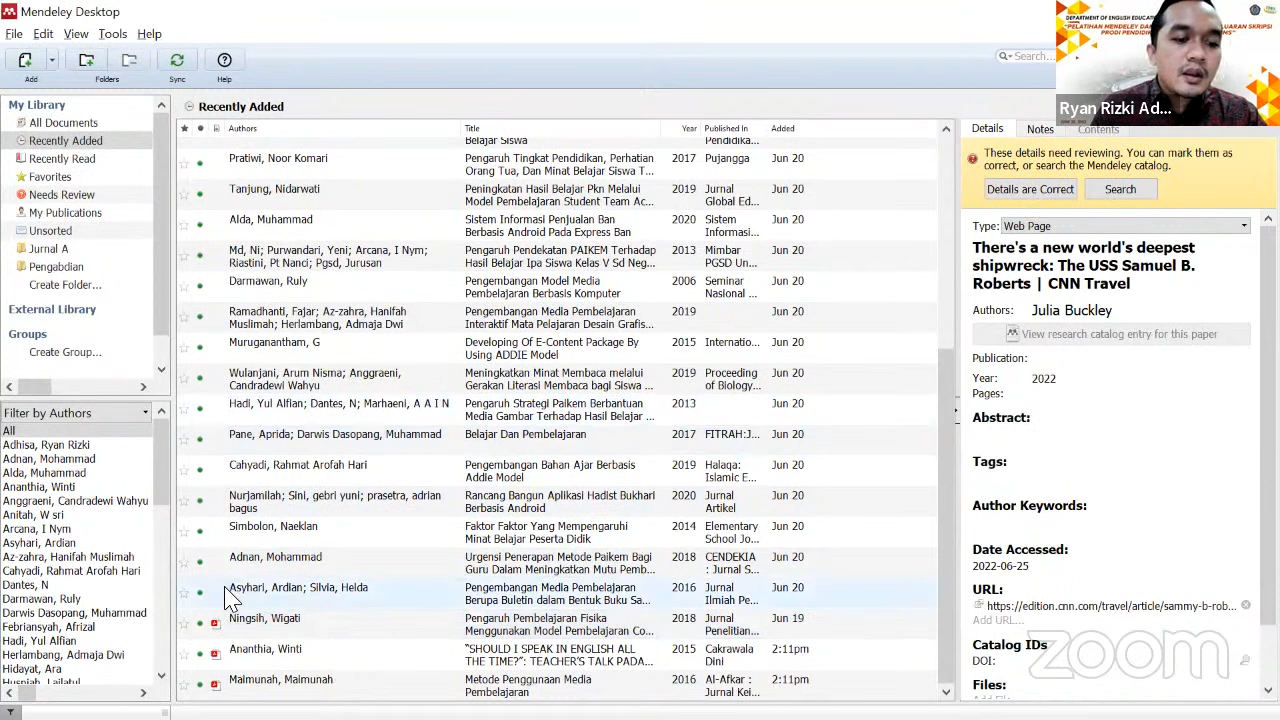 Mendeley Desktop
File Edit View Tools Help
Add Folders Sync Help
Search...
DEPARTMENT OF ENGLISH EDUCATION
"PELATIHAN MENDELEY DA
LUARAN SKRIPSI
PRODI PENDIDI
Ryan Rizki Ad...
My Library
All Documents
Recently Added
Recently Read
Favorites
Needs Review
My Publications
Unsorted
Jurnal A
Pengabdian
Create Folder...
External Library
Groups
Create Group...
Filter by Authors
All
Adhisa, Ryan Rizki
Adnan, Mohammad
Alda, Muhammad
Ananthia, Winti
Anggraeni, Candradewi Wahyu
Anitah, W sri
Arcana, I Nym
Asyhari, Ardian
Az-zahra, Hanifah Muslimah
Cahyadi, Rahmat Arofah Hari
Dantes, N
Darmawan, Ruly
Darwis Dasopang, Muhammad
Febriansyah, Afrizal
Hadi, Yul Alfian
Herlambang, Admaja Dwi
Hidayat, Ara
Husniah, Lailatul
Recently Added
Authors Title Year Published In Added
Belajar Siswa
Pratiwi, Noor Komari Pengaruh Tingkat Pendidikan, Perhatian 2017 Pujangga Jun 20
Orang Tua, Dan Minat Belajar Siswa T...
Tanjung, Nidarwati Peningkatan Hasil Belajar Pkn Melalui 2019 Jurnal Jun 20
Model Pembelajaran Student Team Ac... Global Ed...
Alda, Muhammad Sistem Informasi Penjualan Ban 2020 Sistem Jun 20
Berbasis Android Pada Express Ban Informasi...
Md, Ni; Purwandari, Yeni; Arcana, I Nym; Pengaruh Pendekatan PAIKEM Terhadap 2013 Mimbar Jun 20
Riastini, Pt Nanci; Pgsd, Jurusan Hasil Belajar Ipa Siswa Kelas V Sd Neg... PGSD Un...
Darmawan, Ruly Pengembangan Model Media 2006 Seminar Jun 20
Pembelajaran Berbasis Komputer Nasional ...
Ramadhanti, Fajar; Az-zahra, Hanifah Pengembangan Media Pembelajaran 2019 Jurnal Jun 20
Muslimah; Herlambang, Admaja Dwi Interaktif Mata Pelajaran Desain Grafis... Pengemb...
Murugantham, G Developing Of E-Content Package By 2015 Internatio... Jun 20
Using ADDIE Model
Wulanjani, Arum Nisma; Anggraeni, Meningkatkan Minat Membaca melalui 2019 Proceeding Jun 20
Candradewi Wahyu Gerakan Literasi Membaca bagi Siswa ... of Biology...
Hadi, Yul Alfian; Dantes, N; Marhaeni, A A I N Pengaruh Strategi Paikem Berbantuan 2013 Jun 20
Media Gambar Terhadap Hasil Belajar ...
Pane, Aprida; Darwis Dasopang, Muhammad Belajar Dan Pembelajaran 2017 FITRAH:J... Jun 20
Cahyadi, Rahmat Arofah Hari Pengembangan Bahan Ajar Berbasis 2019 Halaqa: Jun 20
Addie Model Islamic E...
Nurjamilah; Sini, gebri yuni; prasetra, adrian Rancang Bangun Aplikasi Hadist Bukhari 2020 Jurnal Jun 20
bagus Berbasis Android Artikel
Simbolon, Naeklan Faktor Faktor Yang Mempengaruhi 2014 Elementary Jun 20
Minat Belajar Peserta Didik School Jo...
Adnan, Mohammad Urgensi Penerapan Metode Paikem Bagi 2018 CENDEKIA Jun 20
Guru Dalam Meningkatkan Mutu Pemb... : Jurnal S...
Asyhari, Ardian; Silvia, Helda Pengembangan Media Pembelajaran 2016 Jurnal Jun 20
Berupa Buletin dalam Bentuk Buku Sa... Ilmiah Pe...
Ningsih, Wigati Pengaruh Pembelajaran Fisika 2018 Jurnal Jun 19
Menggunakan Model Pembelajaran Co... Penelitian...
Ananthia, Winti "SHOULD I SPEAK IN ENGLISH ALL 2015 Cakrawala 2:11pm
THE TIME?": TEACHER'S TALK PADA... Dini
Maimunah, Maimunah Metode Penggunaan Media 2016 Al-Afkar : 2:11pm
Pembelajaran Jurnal Kei...
Details Notes Contents
These details need reviewing. You can mark them as
correct, or search the Mendeley catalog.
Details are Correct Search
Type: Web Page
There's a new world's deepest
shipwreck: The USS Samuel B.
Roberts | CNN Travel
Authors: Julia Buckley
View research catalog entry for this paper
Publication:
Year: 2022
Pages:
Abstract:
Tags:
Author Keywords:
Date Accessed:
2022-06-25
URL:
https://edition.cnn.com/travel/article/sammy-b-rob...
Add URL...
Catalog IDs
DOI:
Files:
zoom